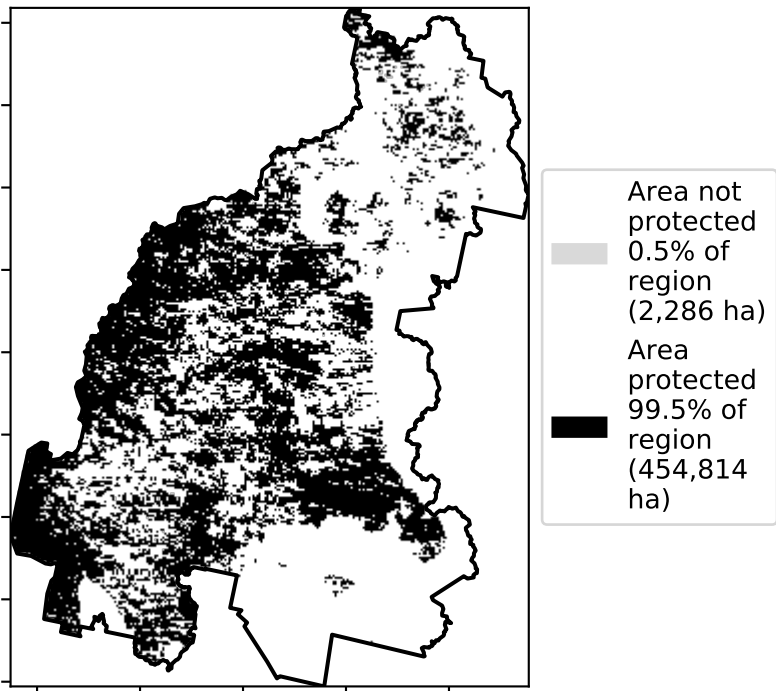 Area not
protected
0.5% of
region
(2,286 ha)
Area
protected
99.5% of
region
(454,814
ha)